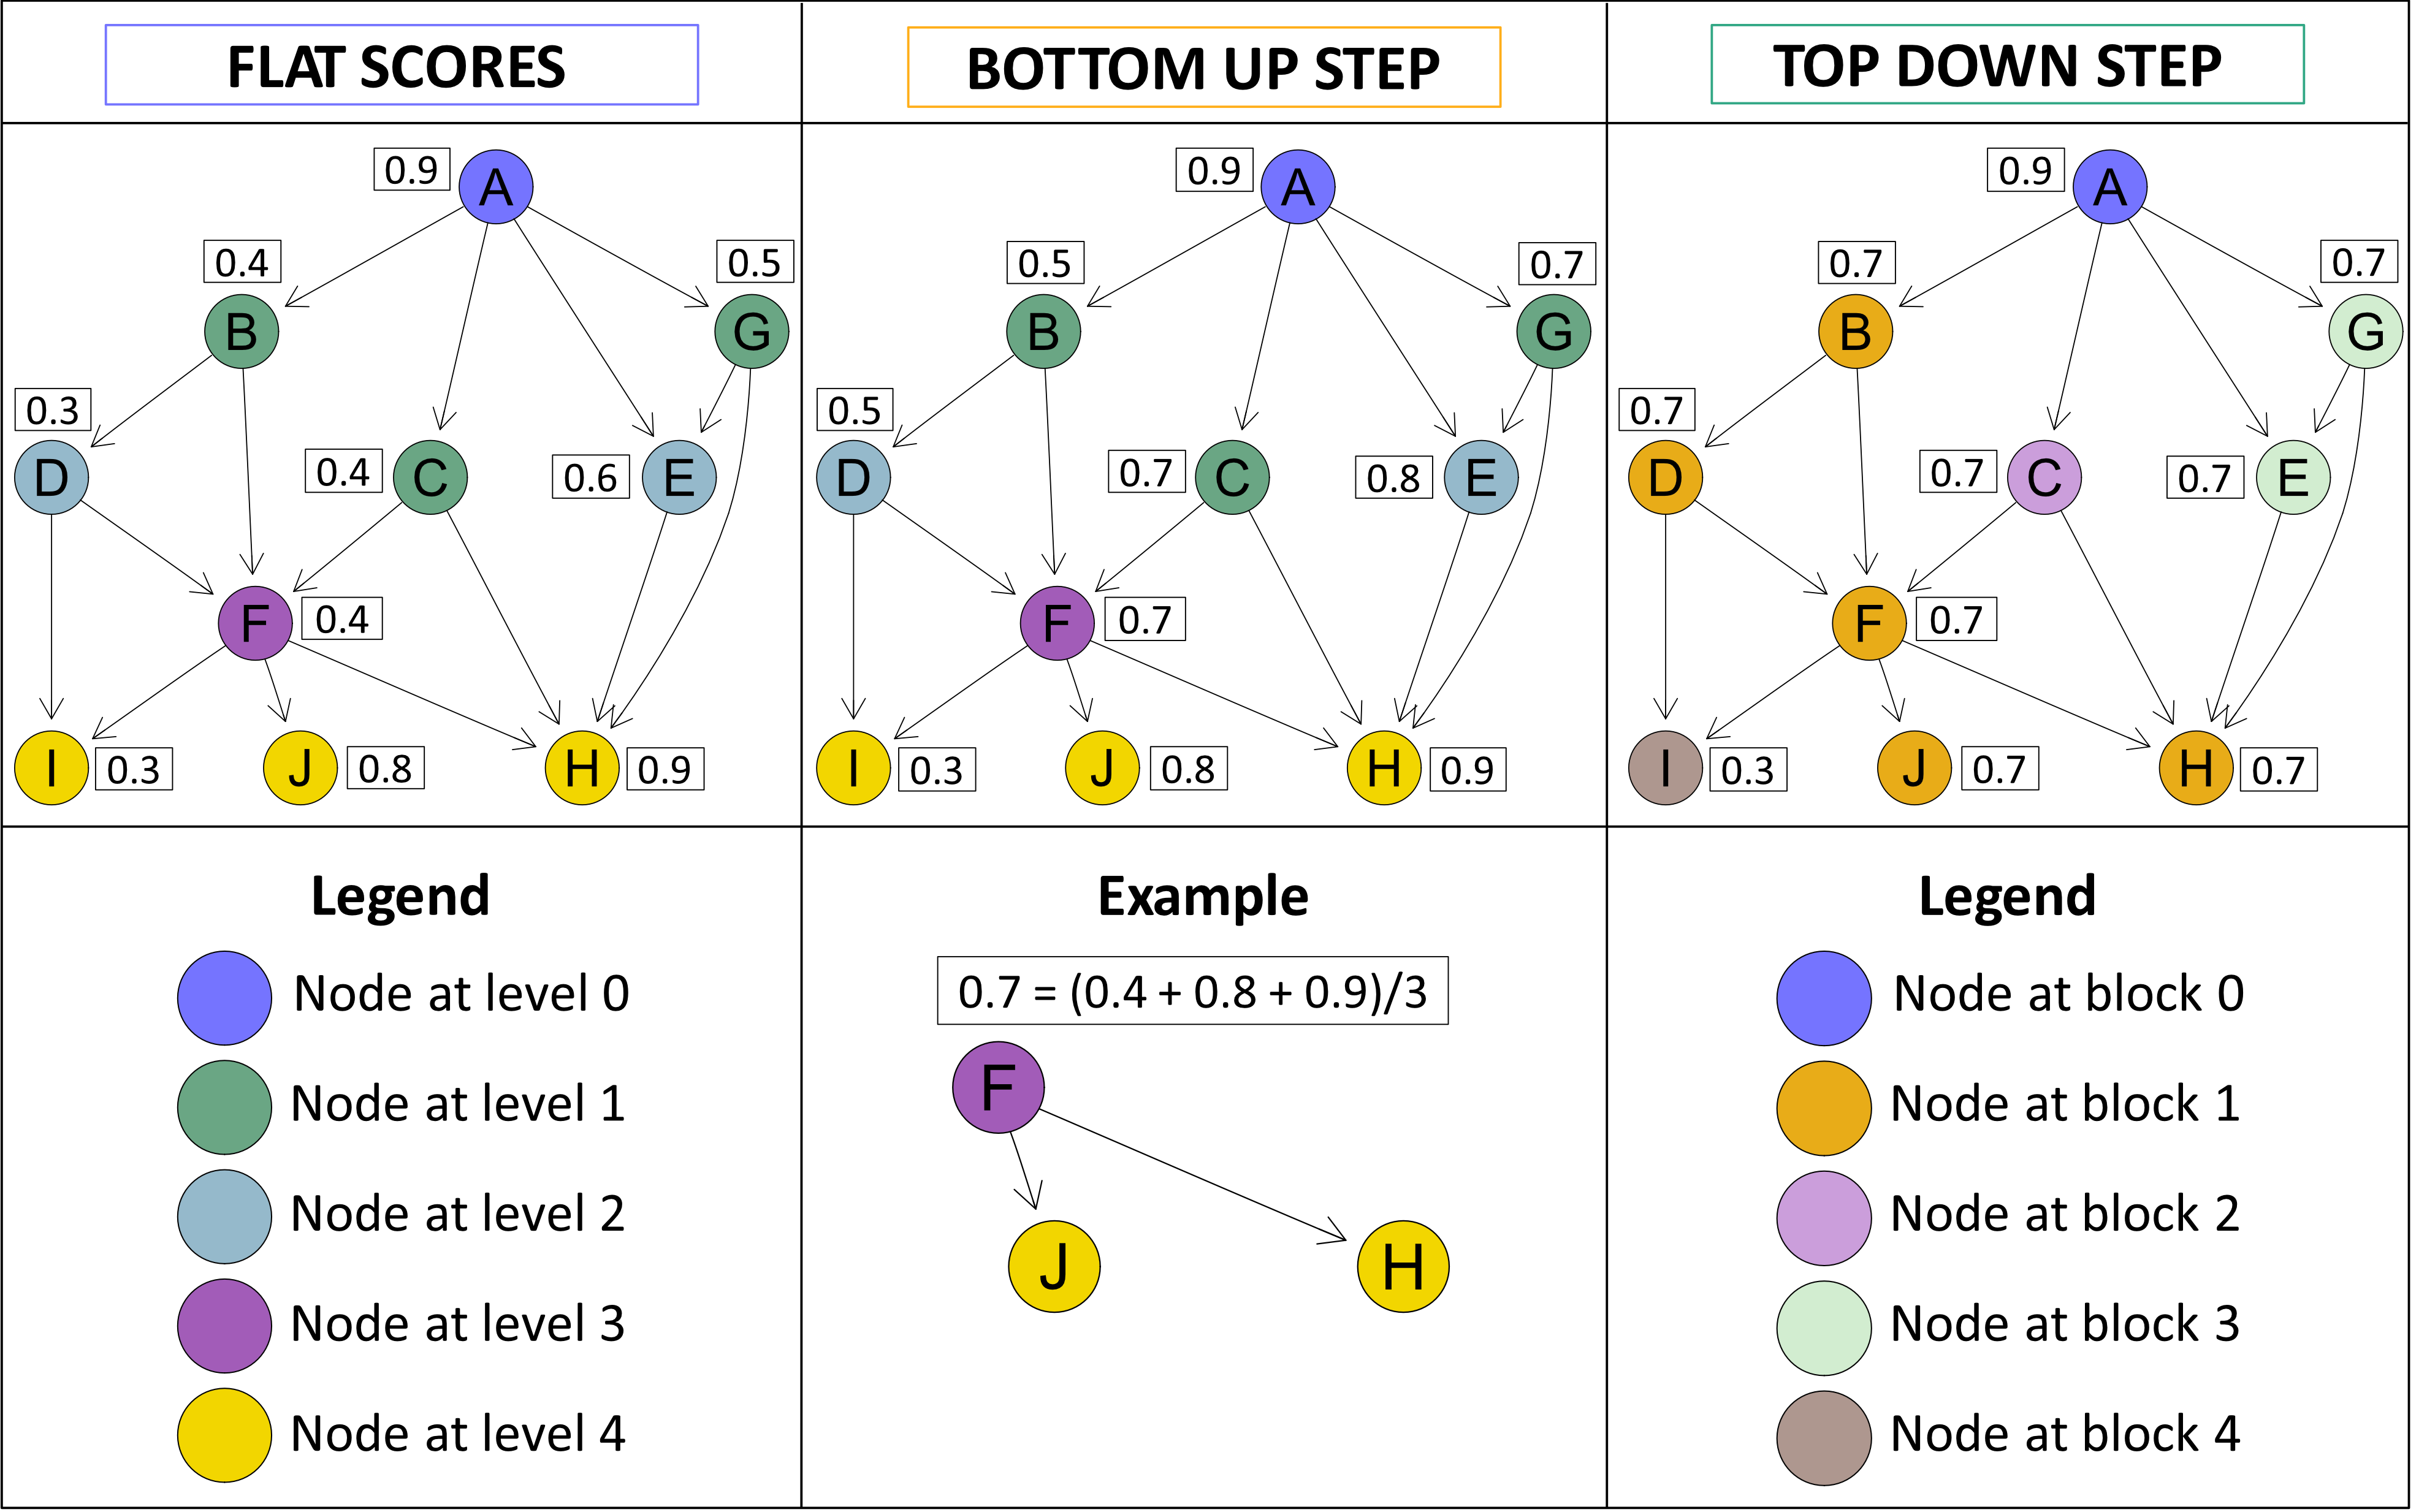 FLAT SCORES
BOTTOM UP STEP
TOP DOWN STEP
0.9 A
0.4
0.5
B
G
0.3
D
0.4 C
0.6 E
F 0.4
I 0.3
J 0.8
H 0.9
0.9 A
0.5
0.7
B
G
0.5
D
0.7 C
0.8 E
F 0.7
I 0.3
J 0.8
H 0.9
0.9 A
0.7
0.7
B
G
0.7
D
0.7 C
0.7 E
F 0.7
I 0.3
J 0.7
H 0.7
Legend
Node at level 0
Node at level 1
Node at level 2
Node at level 3
Node at level 4
Example
0.7 = (0.4 + 0.8 + 0.9)/3
F
J
H
Legend
Node at block 0
Node at block 1
Node at block 2
Node at block 3
Node at block 4